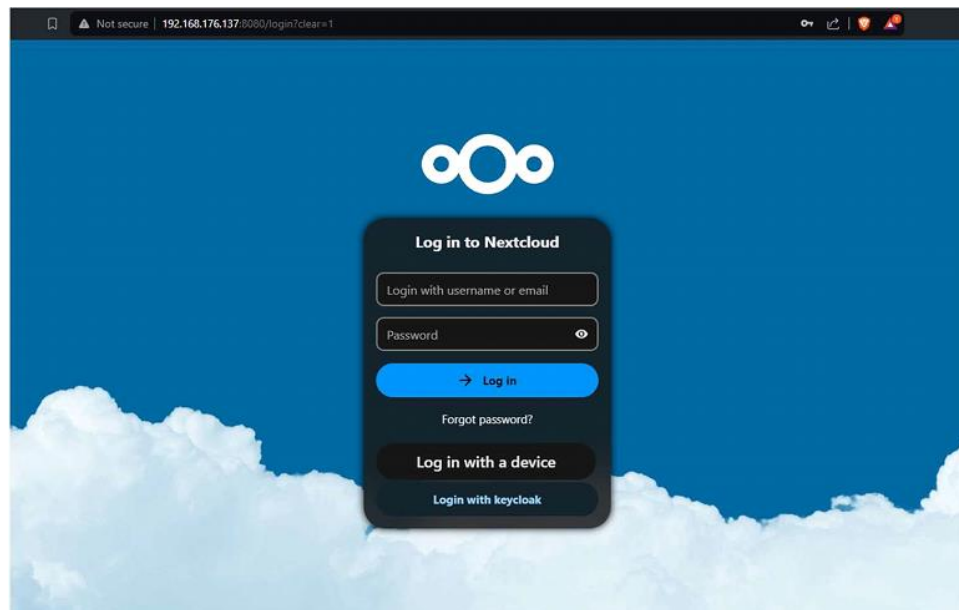 Not secure 192.168.176.137:8080/login?clear=1
Log in to Nextcloud
Login with username or email
Password
Log in
Forgot password?
Log in with a device
Login with keycloak